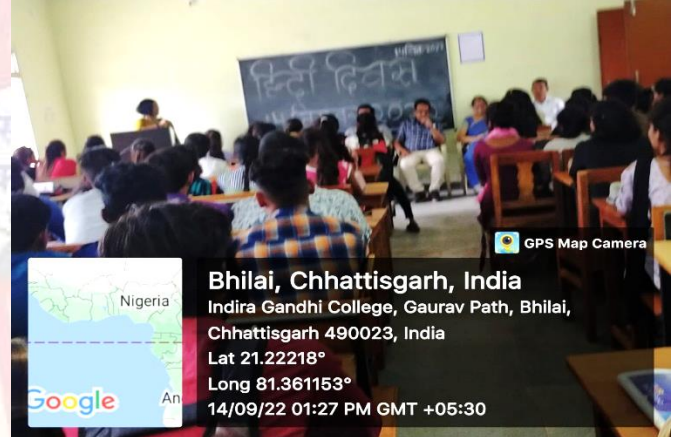 हिन्दी दिवस
GPS Map Camera
Nigeria
Google
An
Bhilai, Chhattisgarh, India
Indira Gandhi College, Gaurav Path, Bhilai,
Chhattisgarh 490023, India
Lat 21.22218°
Long 81.361153°
14/09/22 01:27 PM GMT +05:30